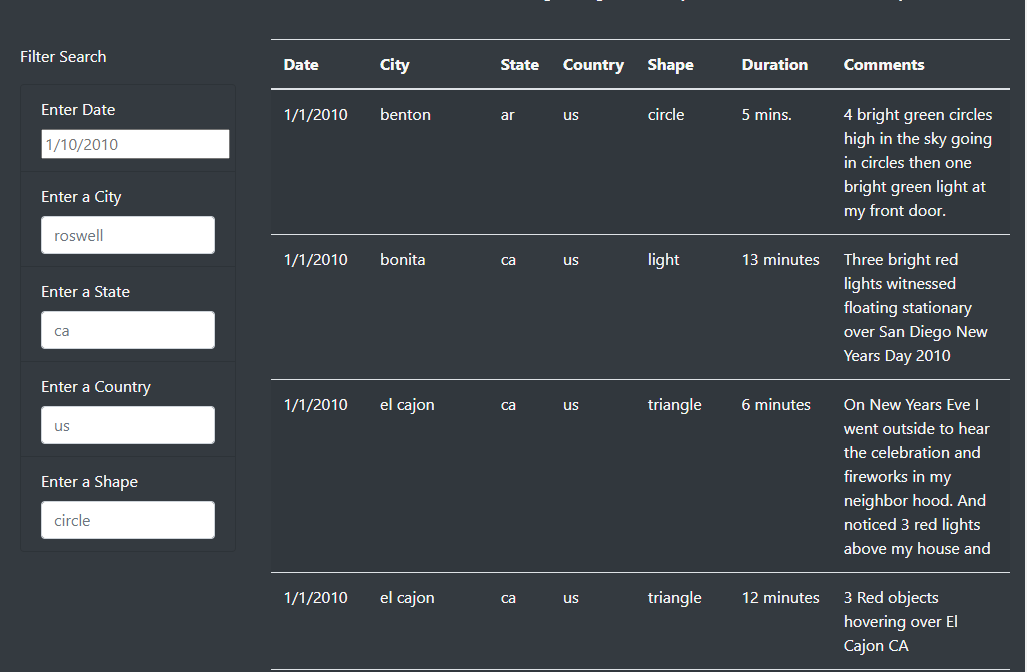 Filter Search
Enter Date
1/10/2010
Enter a City
roswell
Enter a State
ca
Enter a Country
us
Enter a Shape
circle
Date City State Country Shape Duration Comments
1/1/2010 benton ar us circle 5 mins. 4 bright green circles
high in the sky going
in circles then one
bright green light at
my front door.
1/1/2010 bonita ca us light 13 minutes Three bright red
lights witnessed
floating stationary
over San Diego New
Years Day 2010
1/1/2010 el cajon ca us triangle 6 minutes On New Years Eve I
went outside to hear
the celebration and
fireworks in my
neighbor hood. And
noticed 3 red lights
above my house and
1/1/2010 el cajon ca us triangle 12 minutes 3 Red objects
hovering over El
Cajon CA